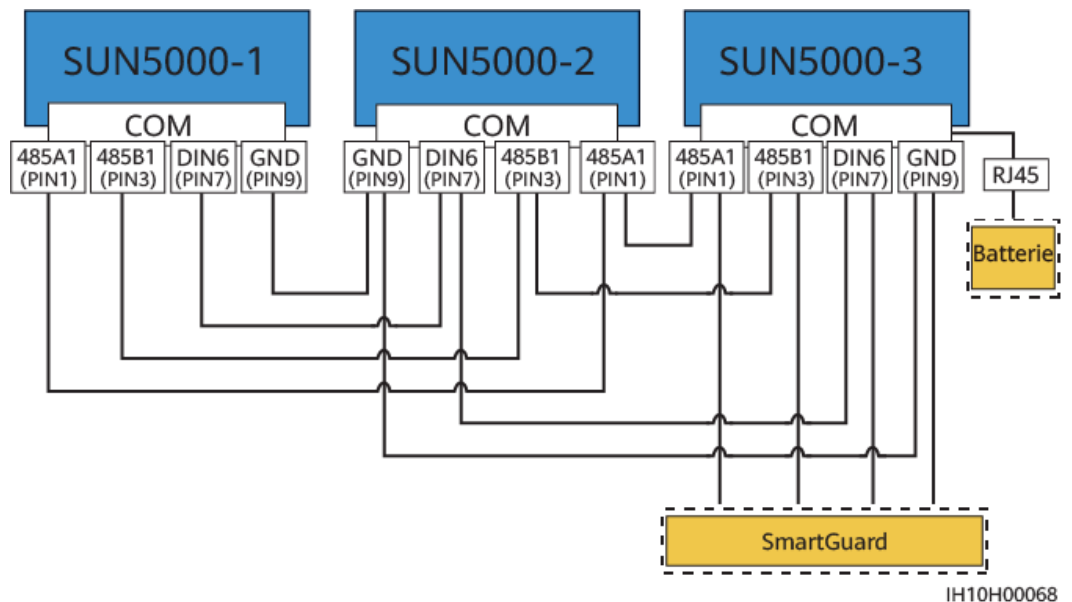 SUN5000-1 SUN5000-2 SUN5000-3
COM COM COM
485A1 485B1 DIN6 GND GND DIN6 485B1 485A1 485A1 485B1 DIN6 GND
(PIN1) (PIN3) (PIN7) (PIN9) (PIN9) (PIN7) (PIN3) (PIN1) (PIN1) (PIN3) (PIN7) (PIN9)
RJ45
Batterie
SmartGuard
IH10H00068